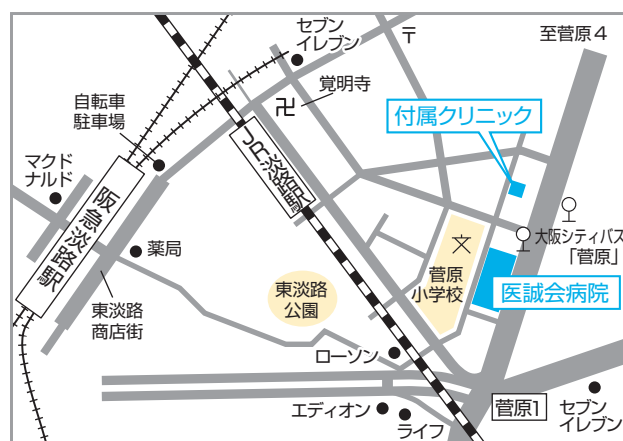 セブン
イレブン
〒
至菅原4
覚明寺
卍
自転車
駐車場
付属クリニック
マクド
ナルド
JR淡路駅
阪急淡路駅
薬局
大阪シティバス
「菅原」
文
菅原
小学校
医誠会病院
東淡路
公園
東淡路
商店街
ローソン
エディオン
ライフ
菅原1
セブン
イレブン